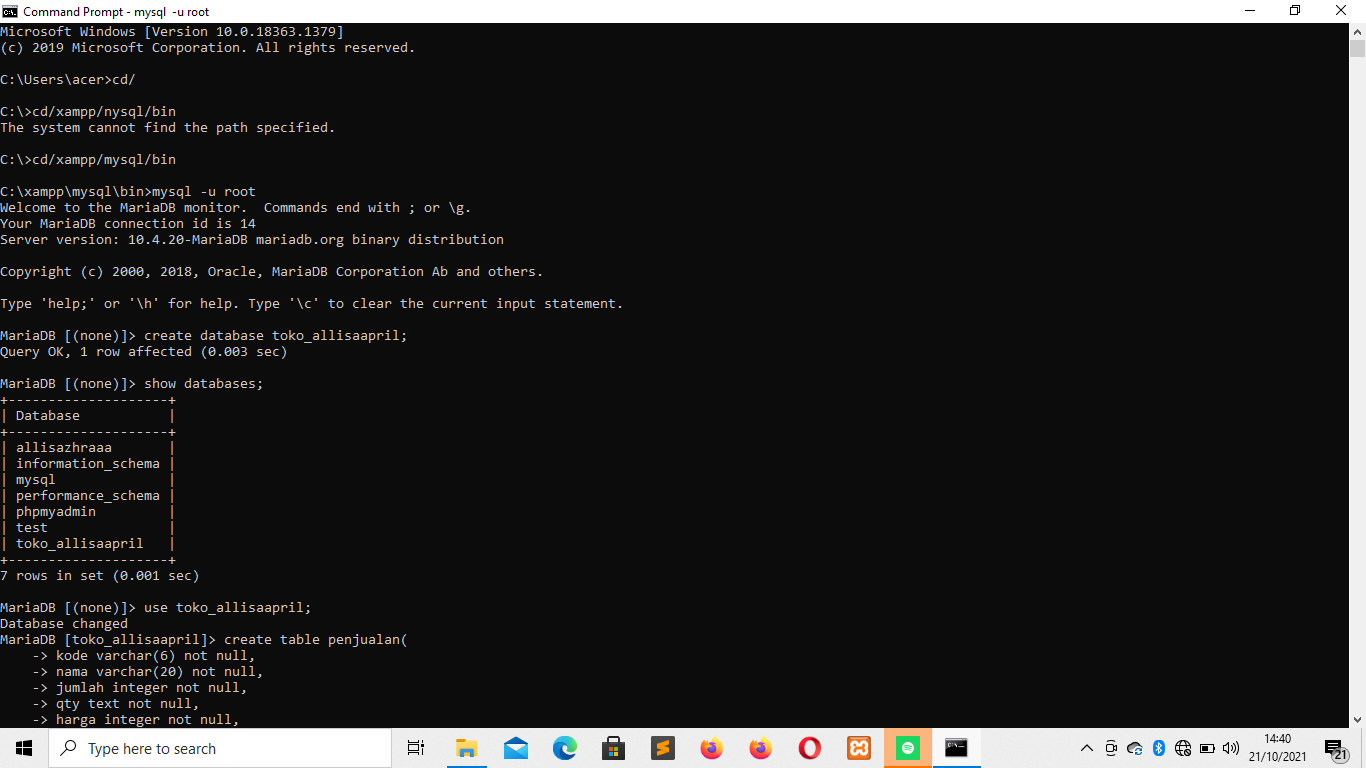 Command Prompt - mysql -u root
Microsoft Windows [Version 10.0.18363.1379]
(c) 2019 Microsoft Corporation. All rights reserved.
C:\Users\acer>cd/
C:\>cd/xampp/nysql/bin
The system cannot find the path specified.
C:\>cd/xampp/mysql/bin
C:\xampp\mysql\bin>mysql -u root
Welcome to the MariaDB monitor.  Commands end with ; or \g.
Your MariaDB connection id is 14
Server version: 10.4.20-MariaDB mariadb.org binary distribution
Copyright (c) 2000, 2018, Oracle, MariaDB Corporation Ab and others.
Type 'help;' or '\h' for help. Type '\c' to clear the current input statement.
MariaDB [(none)]> create database toko_allisaapril;
Query OK, 1 row affected (0.003 sec)
MariaDB [(none)]> show databases;
+--------------------+
| Database           |
+--------------------+
| allisazhraaa       |
| information_schema |
| mysql              |
| performance_schema |
| phpmyadmin         |
| test               |
| toko_allisaapril   |
+--------------------+
7 rows in set (0.001 sec)
MariaDB [(none)]> use toko_allisaapril;
Database changed
MariaDB [toko_allisaapril]> create table penjualan(
    -> kode varchar(6) not null,
    -> nama varchar(20) not null,
    -> jumlah integer not null,
    -> qty text not null,
    -> harga integer not null,
Type here to search
14:40
21/10/2021
21